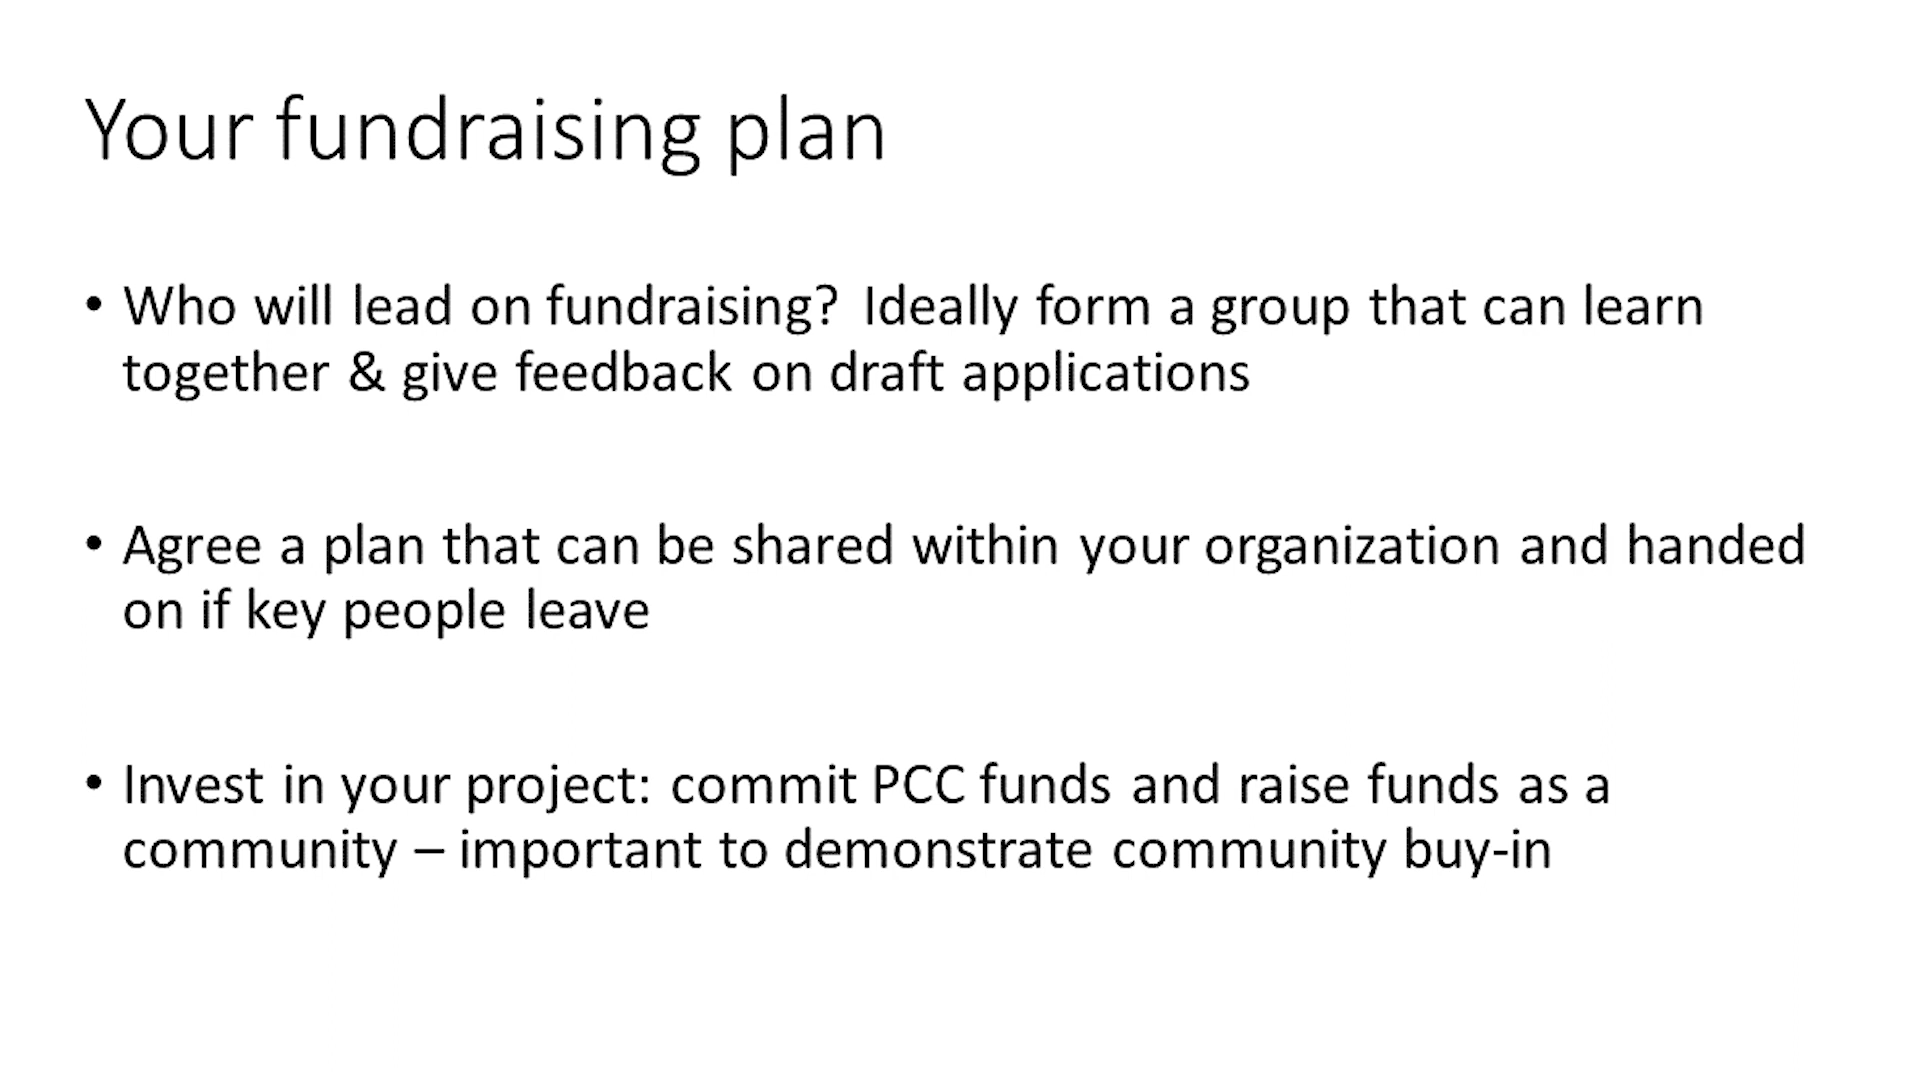 Your fundraising plan
• Who will lead on fundraising? Ideally form a group that can learn
together & give feedback on draft applications
• Agree a plan that can be shared within your organization and handed
on if key people leave
• Invest in your project: commit PCC funds and raise funds as a
community – important to demonstrate community buy-in